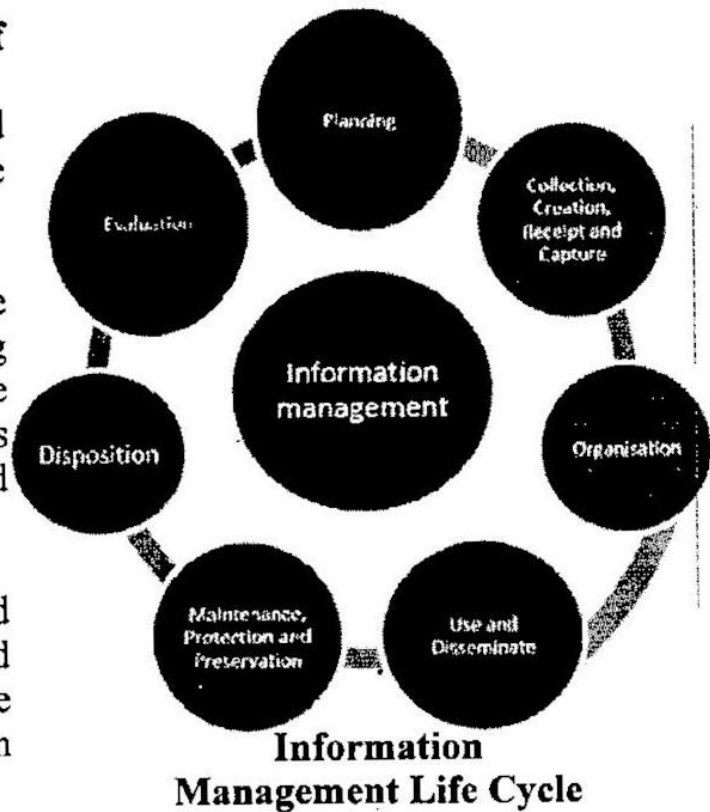 Planning
Collection,
Creation,
Receipt and
Capture
Organisation
Use and
Disseminate
Maintenance,
Protection and
Preservation
Disposition
Evaluation
Information
management
Information
Management Life Cycle